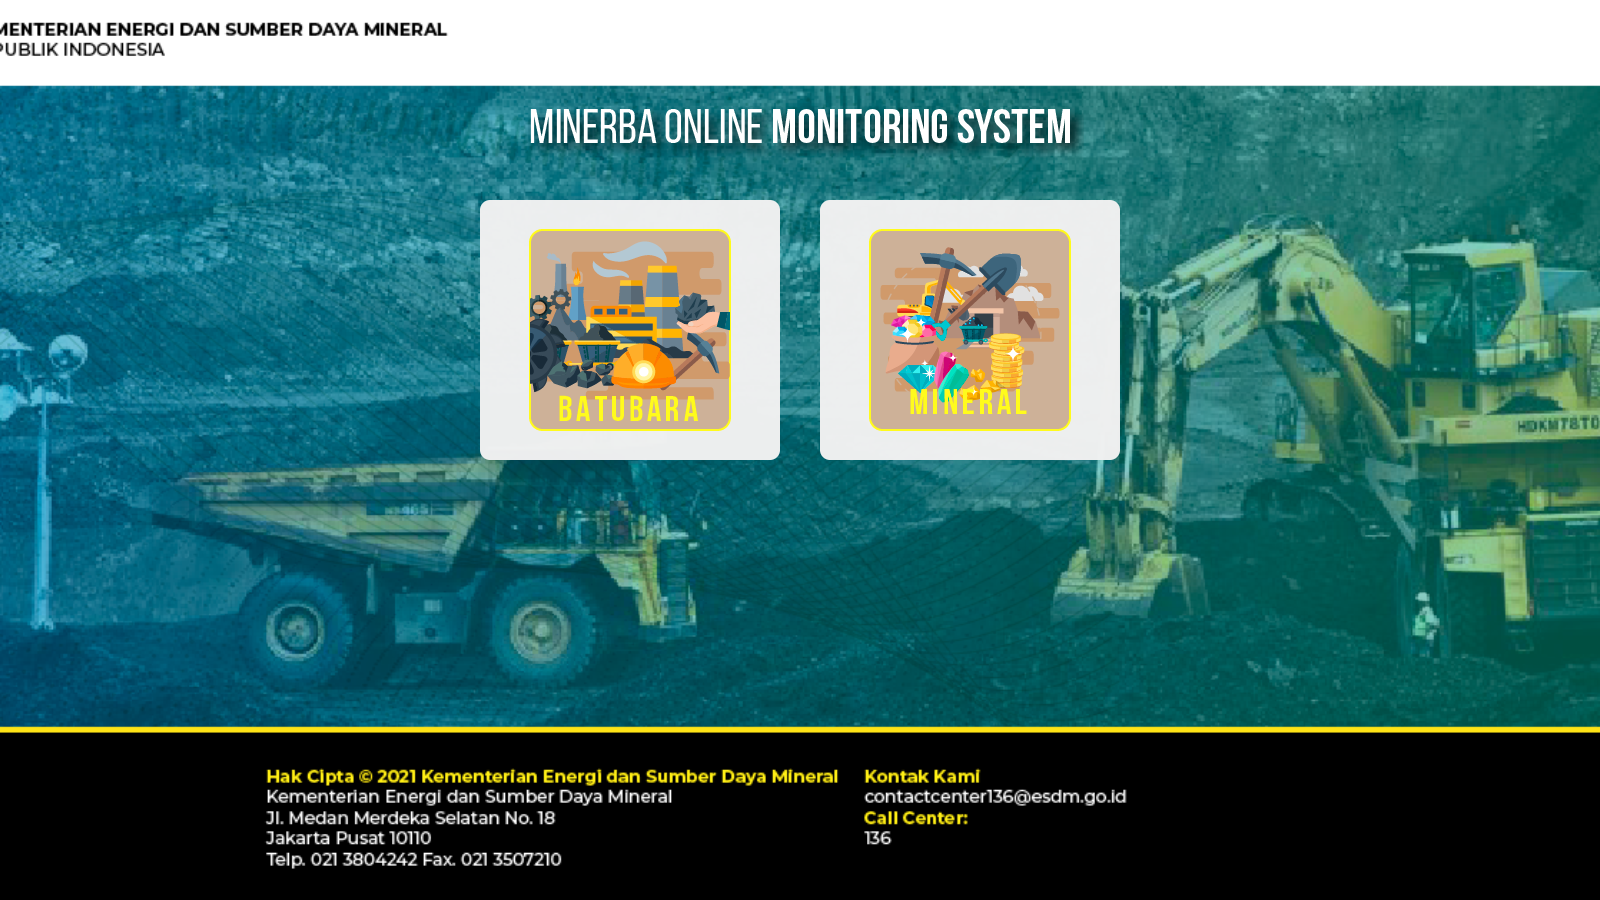 MENTERIAN ENERGI DAN SUMBER DAYA MINERAL
PUBLIK INDONESIA
MINERBA ONLINE MONITORING SYSTEM
BATUBARA
MINERAL
HDKM78TO
Hak Cipta © 2021 Kementerian Energi dan Sumber Daya Mineral
Kementerian Energi dan Sumber Daya Mineral
Jl. Medan Merdeka Selatan No. 18
Jakarta Pusat 10110
Telp. 021 3804242 Fax. 021 3507210
Kontak Kami
contactcenter136@esdm.go.id
Call Center:
136